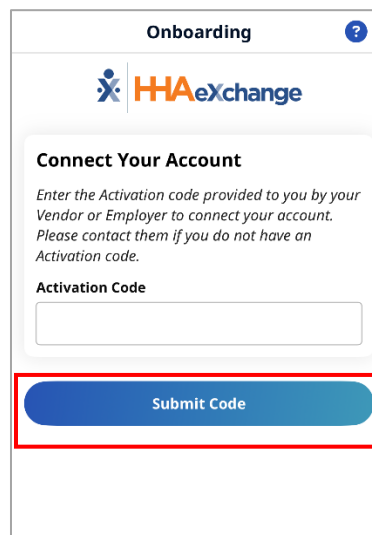 Onboarding ?
HHAeXchange
Connect Your Account
Enter the Activation code provided to you by your
Vendor or Employer to connect your account.
Please contact them if you do not have an
Activation code.
Activation Code
Submit Code